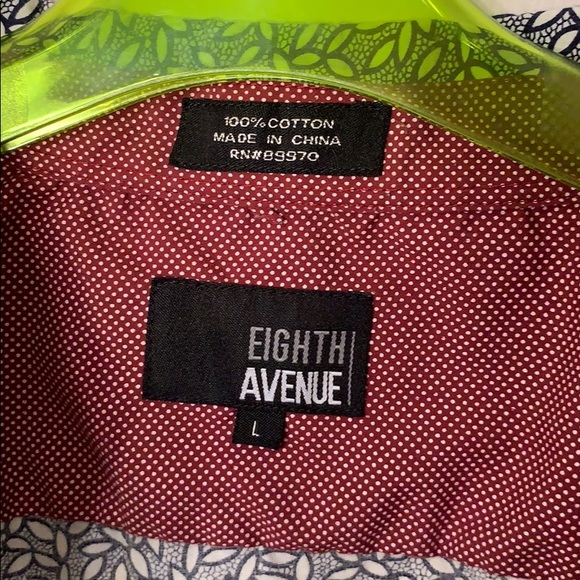 100% COTTON
MADE IN CHINA
RN#89970
EIGHTH
AVENUE
L